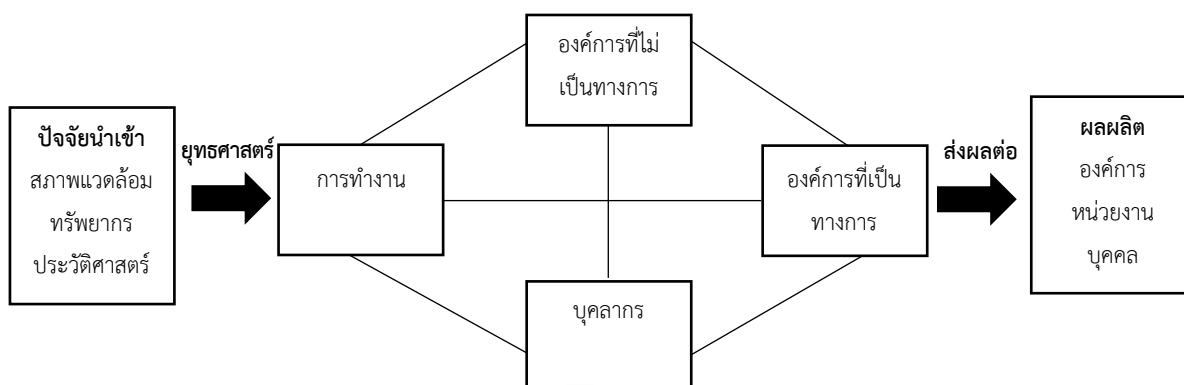 องค์การที่ไม่
เป็นทางการ
ปัจจัยนำเข้า
สภาพแวดล้อม
ทรัพยากร
ประวัติศาสตร์
ยุทธศาสตร์
การทำงาน
องค์การที่เป็น
ทางการ
ส่งผลต่อ
ผลผลิต
องค์การ
หน่วยงาน
บุคคล
บุคลากร